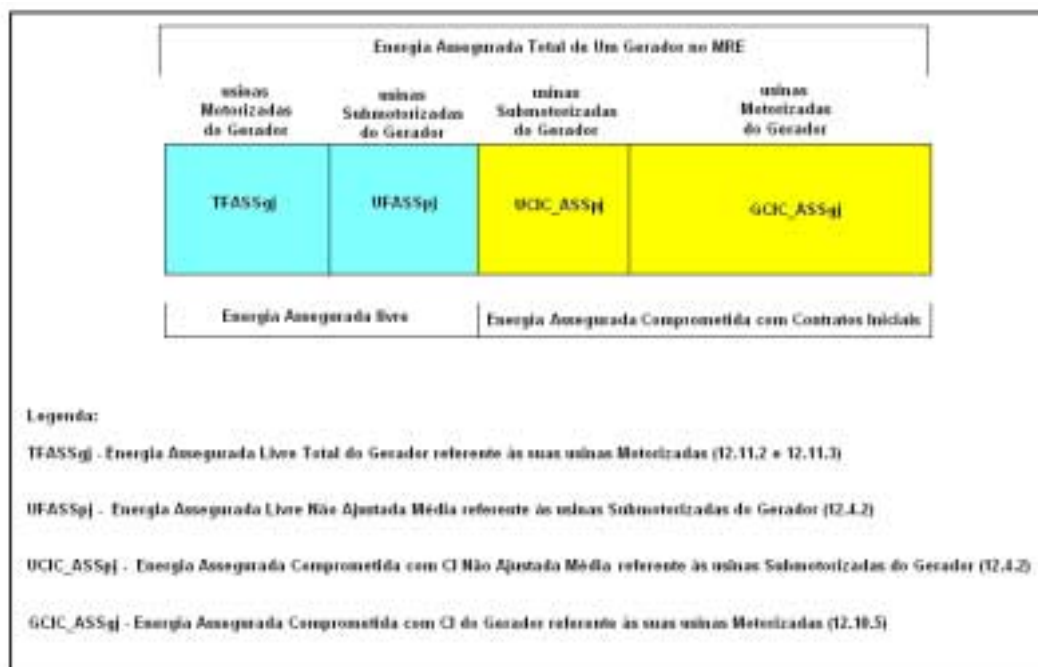 Energia Assegurada Total de Um Gerador no MRE
usinas
Motorizadas
do Gerador
usinas
Submotorizadas
do Gerador
usinas
Submotorizadas
do Gerador
usinas
Motorizadas
do Gerador
TFASSgj
UFASSpj
UCIC_ASSpj
GCIC_ASSgj
Energia Assegurada livre
Energia Assegurada Comprometida com Contratos Iniciais
Legenda:
TFASSgj - Energia Assegurada Livre Total do Gerador referente às suas usinas Motorizadas (12.11.2 e 12.11.3)
UFASSpj - Energia Assegurada Livre Não Ajustada Média referente às usinas Submotorizadas do Gerador (12.4.2)
UCIC_ASSpj - Energia Assegurada Comprometida com CI Não Ajustada Média referente às usinas Submotorizadas do Gerador (12.4.2)
GCIC_ASSgj - Energia Assegurada Comprometida com CI do Gerador referente às suas usinas Motorizadas (12.10.5)